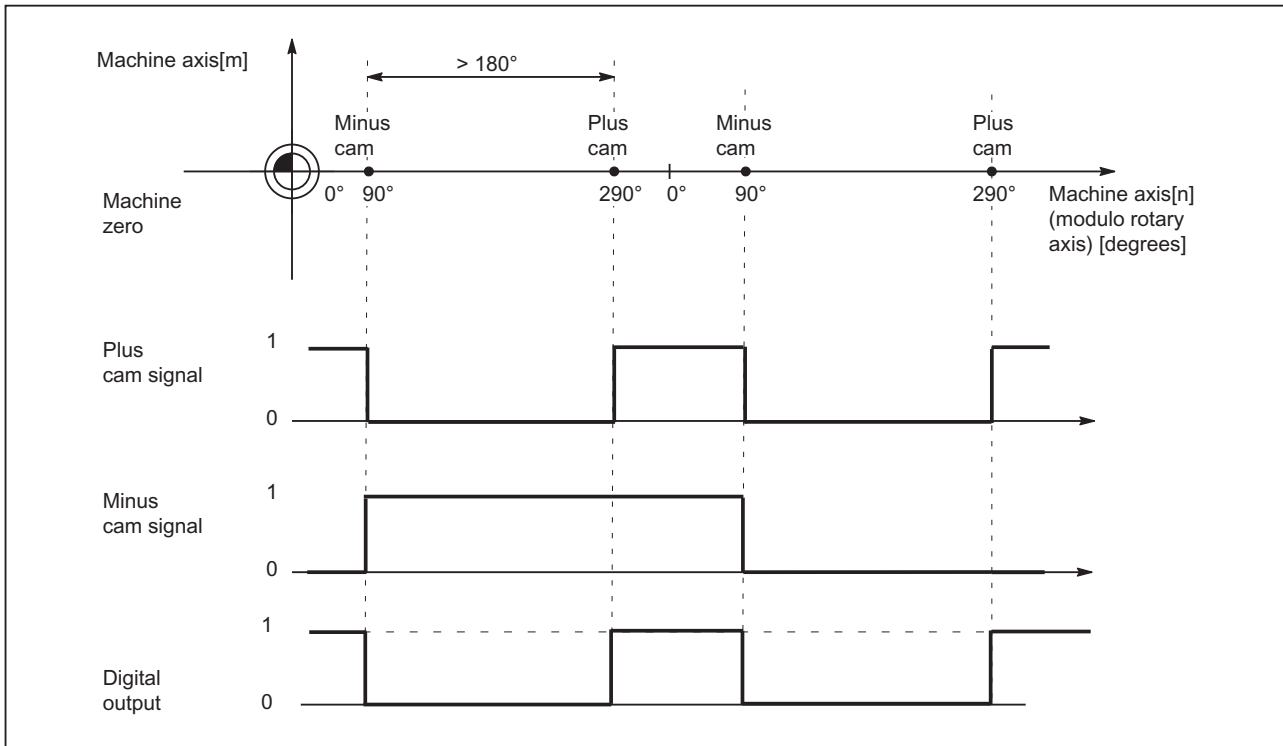 Machine axis[m]
> 180°
Minus
cam
Plus
cam
Minus
cam
Plus
cam
Machine
zero
0° 90° 290° 0° 90° 290°
Machine axis[n]
(modulo rotary
axis) [degrees]
Plus
cam signal
1
0
Minus
cam signal
1
0
Digital
output
1
0